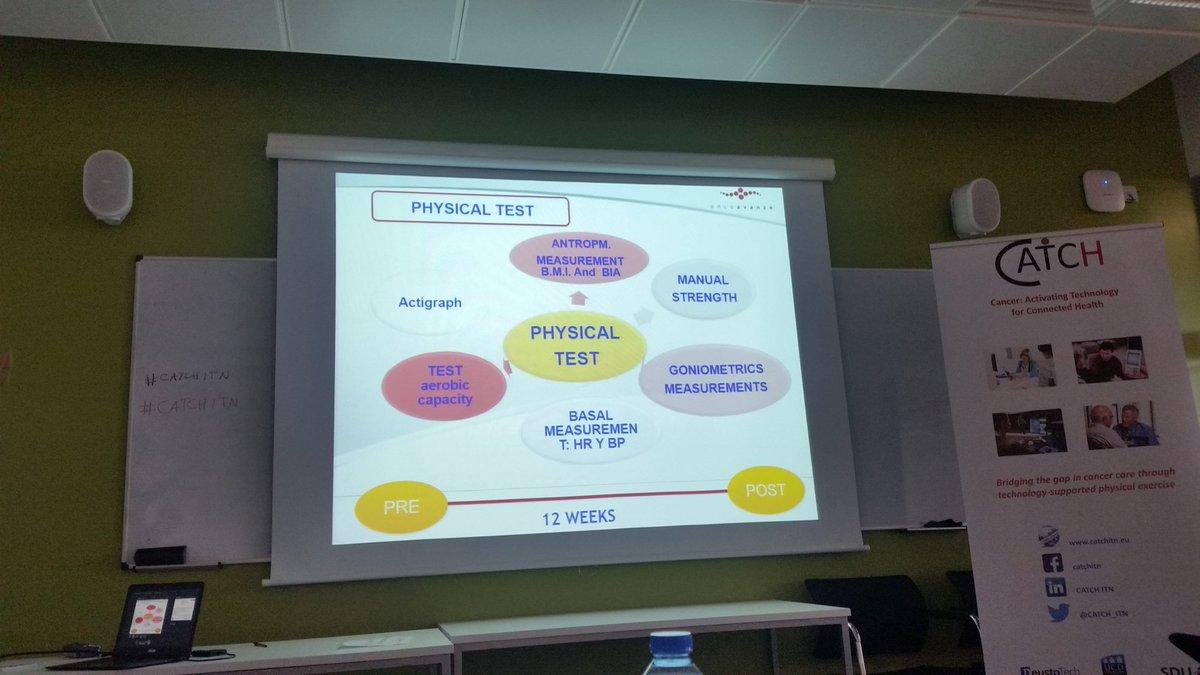 PHYSICAL TEST
oncoavanze
ANTROPM.
MEASUREMENT
B.M.I. And BIA
MANUAL
STRENGTH
Actigraph
PHYSICAL
TEST
TEST
aerobic
capacity
GONIOMETRICS
MEASUREMENTS
BASAL
MEASUREMEN
T: HR Y BP
PRE
12 WEEKS
POST
#CATCHITN
#CATCHITN
CATCH
Cancer: Activating Technology
for Connected Health
Bridging the gap in cancer care through
technology-supported physical exercise
www.catchitn.eu
catchitn
CATCH ITN
@CATCH_ITN
DeustoTech
UCD
SDU